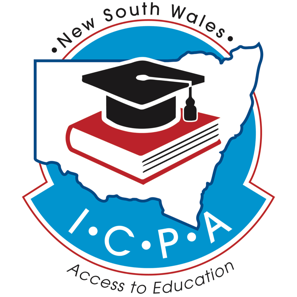 •New South Wales•
I•C•P•A
Access to Education